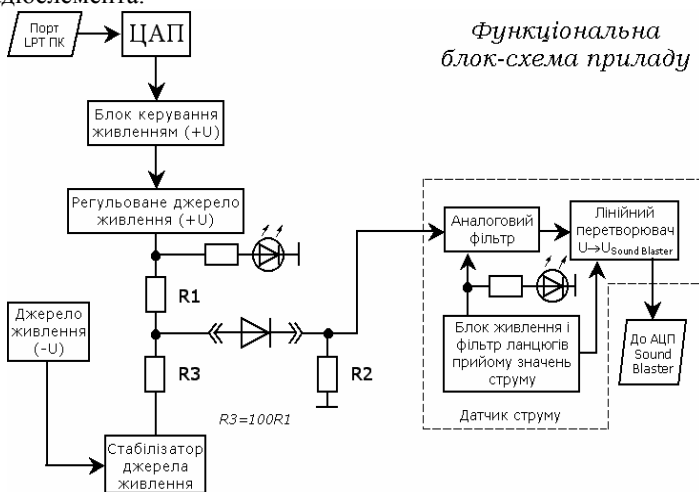 діоелемента.
Порт
LPT ПК
ЦАП
Функціональна
блок-схема приладу
Блок керування
живленням (+U)
Регульоване джерело
живлення (+U)
Аналоговий
фільтр
Лінійний
перетворювач
U→U Sound Blaster
R1
Джерело
живлення
(-U)
Блок живлення і
фільтр ланцюгів
прийому значень
струму
До АЦП
Sound
Blaster
R3
R2
R3=100R1
Датчик струму
Стабілізатор
джерела
живлення